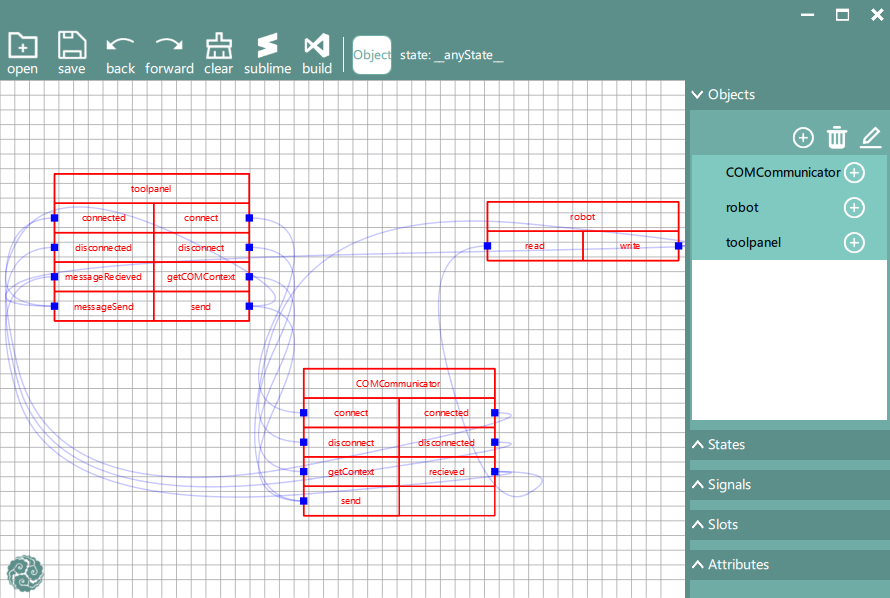 open save back forward clear sublime build Object state: __anyState__
Objects
COMCommunicator
robot
toolpanel
States
Signals
Slots
Attributes
toolpanel
connected connect
disconnected disconnect
messageRecieved getCOMContext
messageSend send
robot
read write
COMCommunicator
connect connected
disconnect disconnected
getContext recieved
send